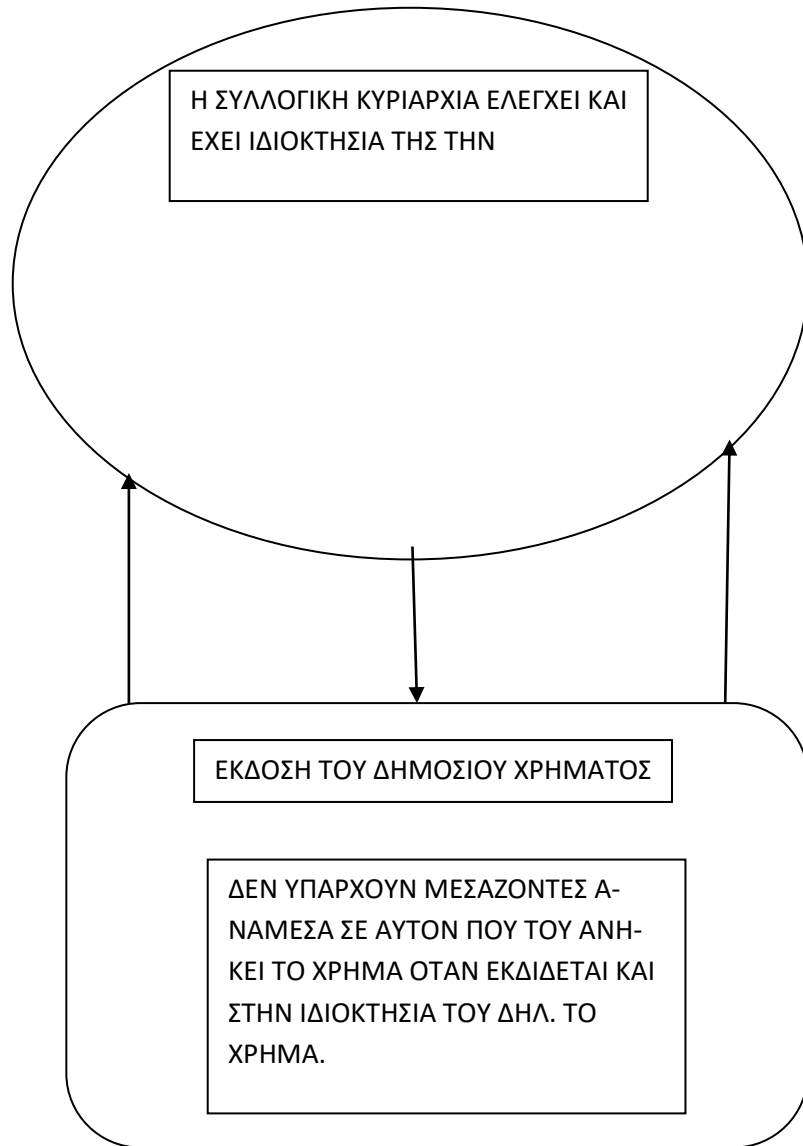 Η ΣΥΛΛΟΓΙΚΗ ΚΥΡΙΑΡΧΙΑ ΕΛΕΓΧΕΙ ΚΑΙ
ΕΧΕΙ ΙΔΙΟΚΤΗΣΙΑ ΤΗΣ ΤΗΝ
ΕΚΔΟΣΗ ΤΟΥ ΔΗΜΟΣΙΟΥ ΧΡΗΜΑΤΟΣ
ΔΕΝ ΥΠΑΡΧΟΥΝ ΜΕΣΑΖΟΝΤΕΣ Α-
ΝΑΜΕΣΑ ΣΕ ΑΥΤΟΝ ΠΟΥ ΤΟΥ ΑΝΗ-
ΚΕΙ ΤΟ ΧΡΗΜΑ ΟΤΑΝ ΕΚΔΙΔΕΤΑΙ ΚΑΙ
ΣΤΗΝ ΙΔΙΟΚΤΗΣΙΑ ΤΟΥ ΔΗΛ. ΤΟ
ΧΡΗΜΑ.